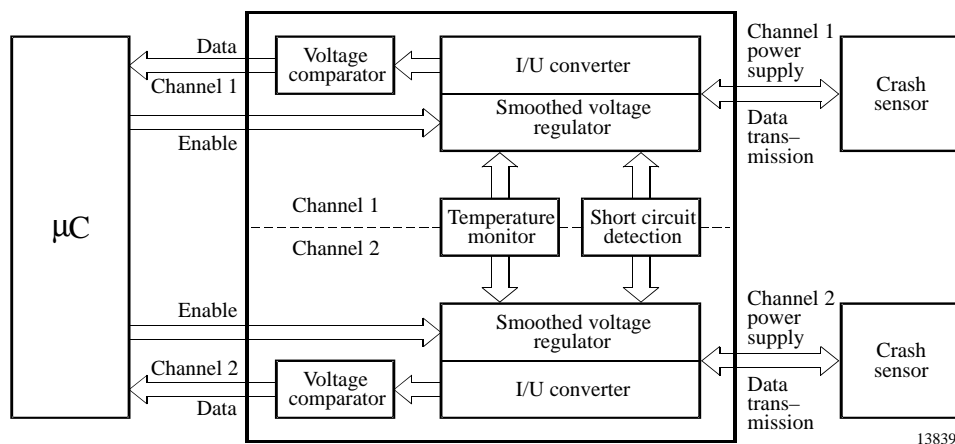 Data
Channel 1
Enable
μC
Voltage
comparator
I/U converter
Smoothed voltage
regulator
Channel 1
power
supply
Data
trans–
mission
Crash
sensor
Channel 1
Channel 2
Temperature
monitor
Short circuit
detection
Enable
Channel 2
Data
Smoothed voltage
regulator
Voltage
comparator
I/U converter
Channel 2
power
supply
Data
trans–
mission
Crash
sensor
13839